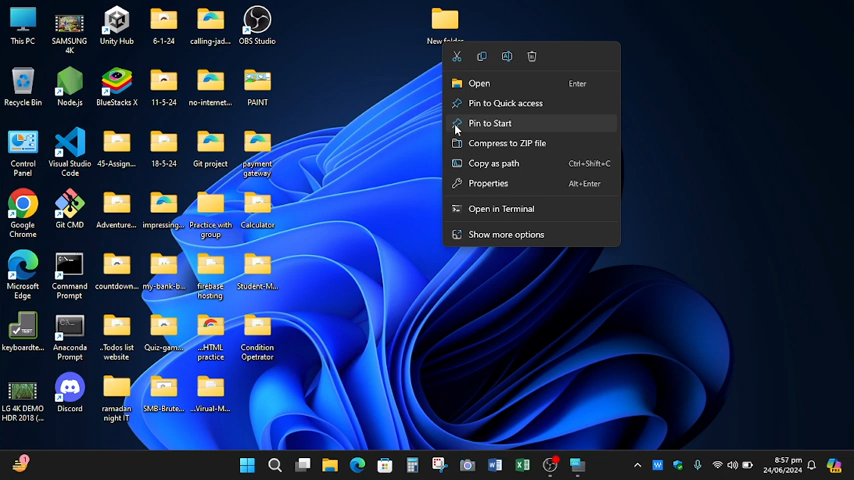 This PC
SAMSUNG
4K
Unity Hub
6-1-24
calling-jad...
OBS Studio
New folder
Recycle Bin
Node.js
BlueStacks X
11-5-24
no-internet...
PAINT
Control
Panel
Visual Studio
Code
45-Assign...
18-5-24
Git project
payment
gateway
Google
Chrome
Git CMD
Adventure...
impressing...
Practice with
group
Calculator
Microsoft
Edge
Command
Prompt
countdown...
my-bank-b...
firebase
hosting
Student-M...
keyboardte...
Anaconda
Prompt
..Todos list
website
Quiz-gam...
...HTML
practice
Condition
Opetrator
LG 4K DEMO
HDR 2018 (...
Discord
ramadan
night IT
SMB-Brute...
...Virual-M...
Open Enter
Pin to Quick access
Pin to Start
Compress to ZIP file
Copy as path Ctrl+Shift+C
Properties Alt+Enter
Open in Terminal
Show more options
8:57 pm
24/06/2024